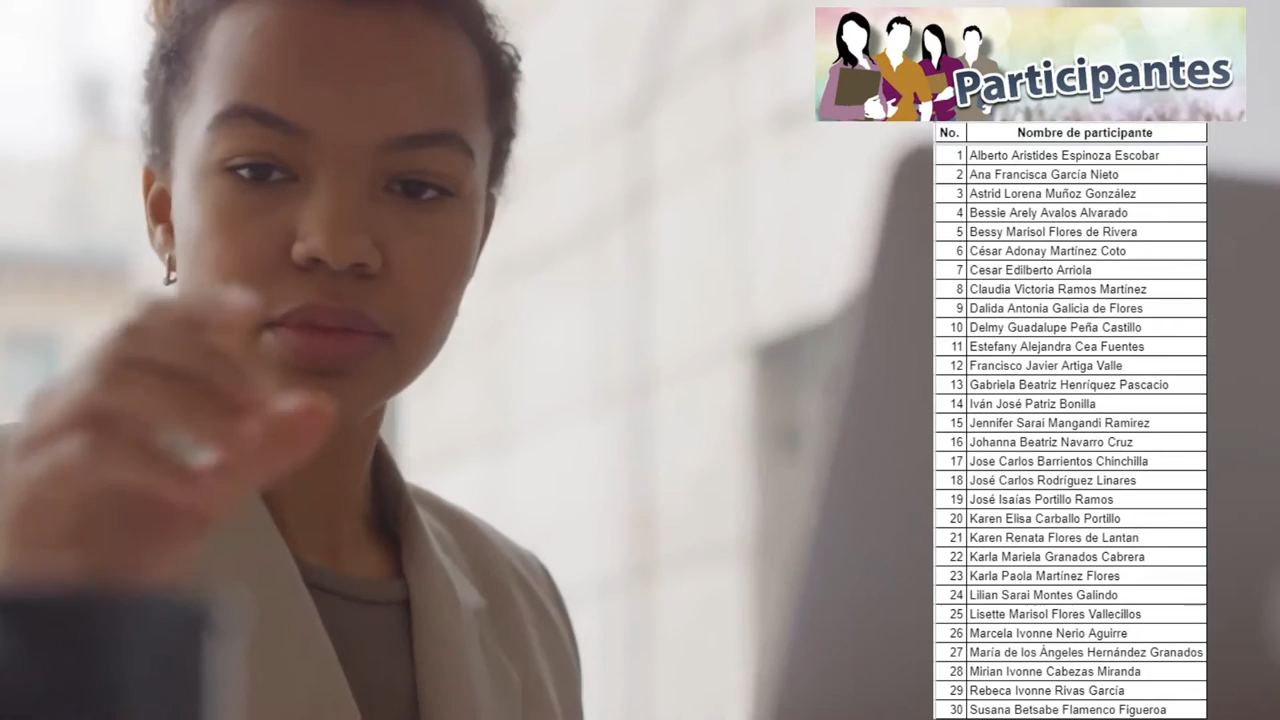 Participantes
No. Nombre de participante
1 Alberto Aristides Espinoza Escobar
2 Ana Francisca García Nieto
3 Astrid Lorena Muñoz González
4 Bessie Arely Avalos Alvarado
5 Bessy Marisol Flores de Rivera
6 César Adonay Martínez Coto
7 Cesar Edilberto Arriola
8 Claudia Victoria Ramos Martínez
9 Dalida Antonia Galicia de Flores
10 Delmy Guadalupe Peña Castillo
11 Estefany Alejandra Cea Fuentes
12 Francisco Javier Artiga Valle
13 Gabriela Beatriz Henríquez Pascacio
14 Iván José Patriz Bonilla
15 Jennifer Sarai Mangandi Ramirez
16 Johanna Beatriz Navarro Cruz
17 Jose Carlos Barrientos Chinchilla
18 José Carlos Rodríguez Linares
19 José Isaías Portillo Ramos
20 Karen Elisa Carballo Portillo
21 Karen Renata Flores de Lantan
22 Karla Mariela Granados Cabrera
23 Karla Paola Martínez Flores
24 Lilian Sarai Montes Galindo
25 Lisette Marisol Flores Vallecillos
26 Marcela Ivonne Nerio Aguirre
27 María de los Ángeles Hernández Granados
28 Mirian Ivonne Cabezas Miranda
29 Rebeca Ivonne Rivas García
30 Susana Betsabe Flamenco Figueroa